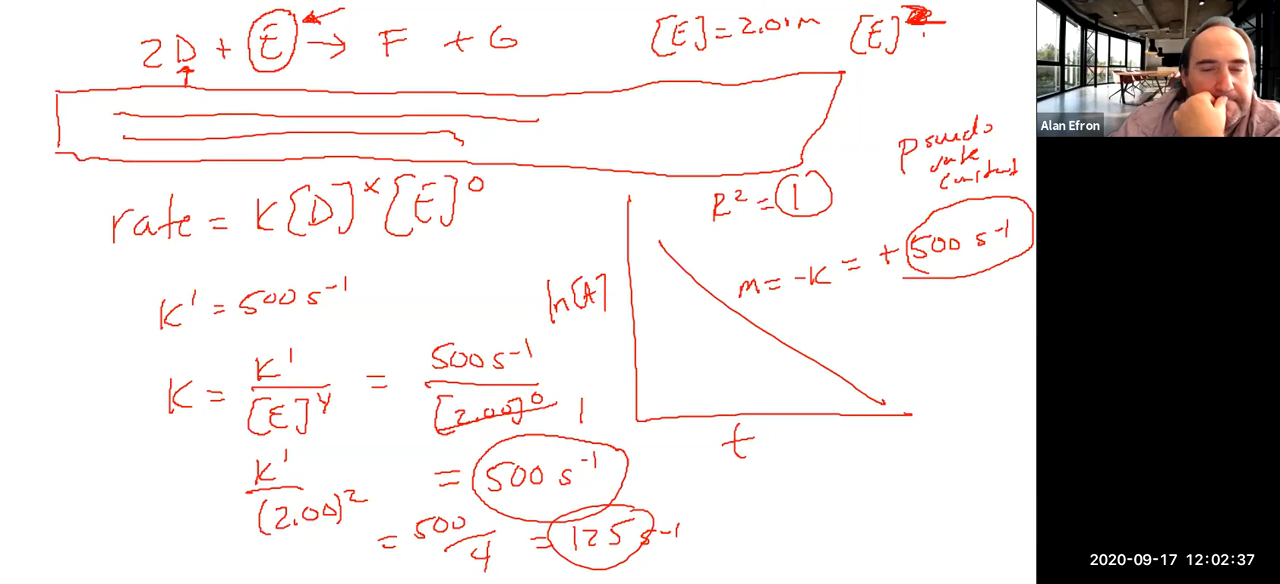 2D + E → F + G
[E] = 2.01M [E]
Alan Efron
pseudo
rate
constant
R² = 1
rate = K[D]ˣ[E]⁰
m = -K = + 500 s⁻¹
ln[A]
K' = 500 s⁻¹
K = K' / [E]ʸ = 500 s⁻¹ / [2.00]⁰ 1
t
K' / (2.00)² = 500 s⁻¹
= 500/4 = 125 s⁻¹
2020-09-17 12:02:37